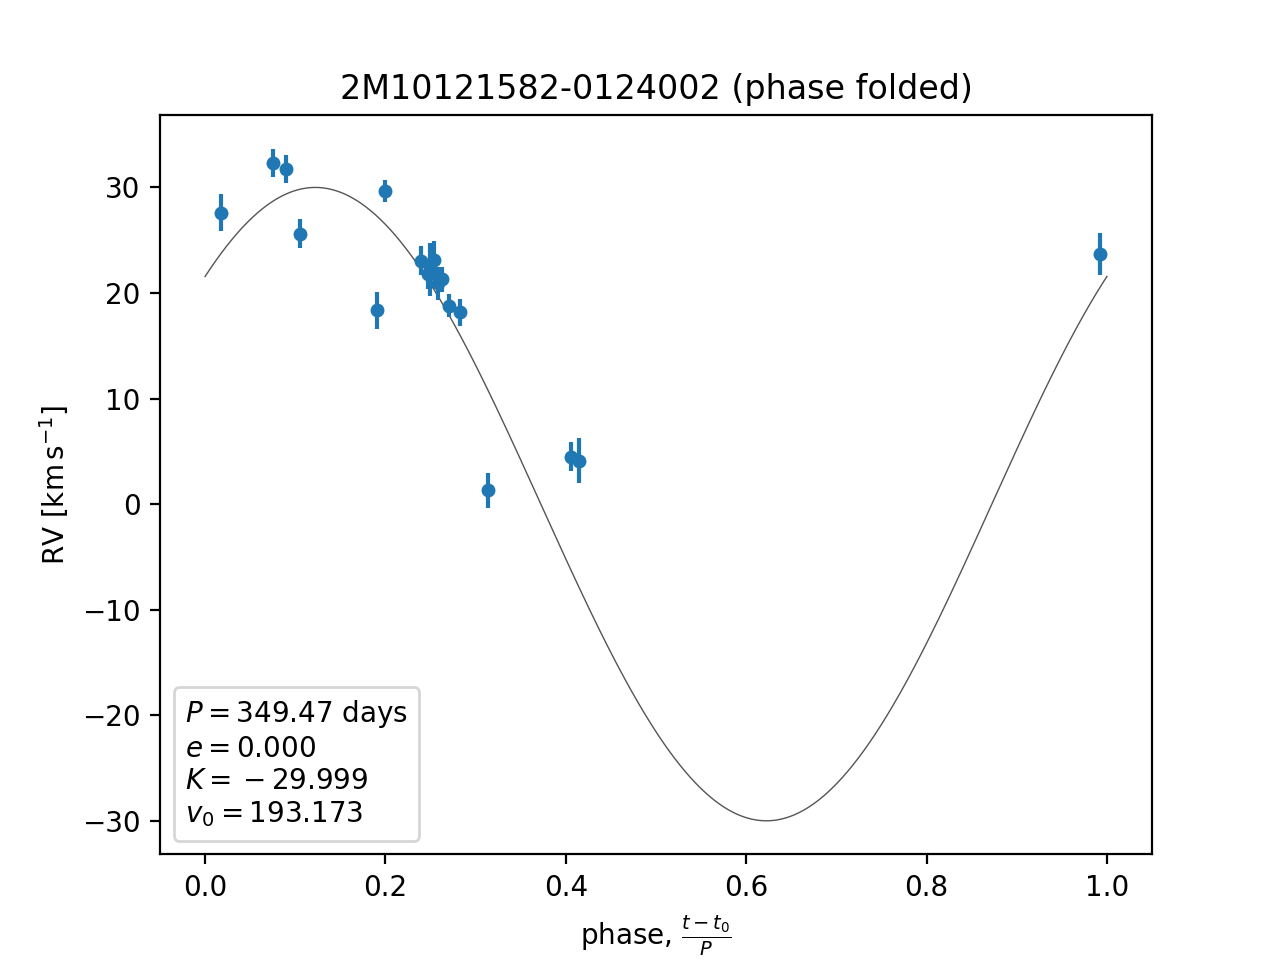 2M10121582-0124002 (phase folded)
RV [km s⁻¹]
30
20
10
0
−10
−20
−30
P = 349.47 days
e = 0.000
K = −29.999
v₀ = 193.173
0.0 0.2 0.4 0.6 0.8 1.0
phase, (t − t₀)/P